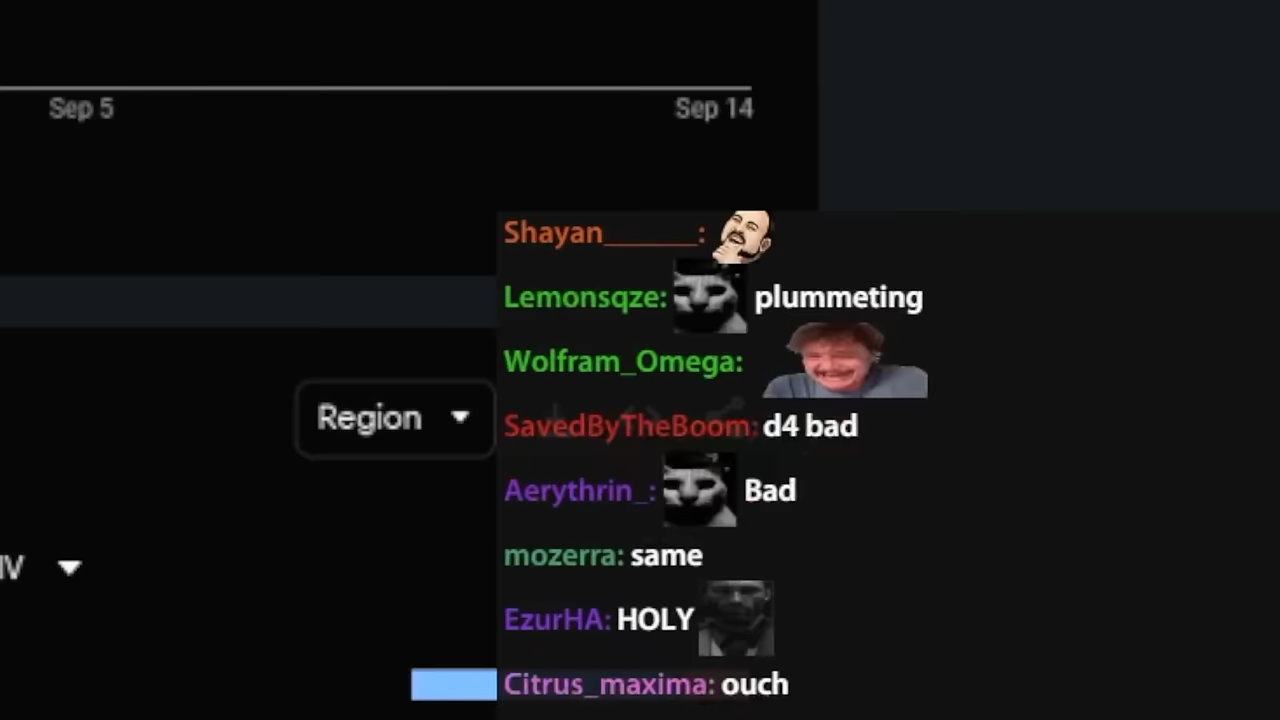 Sep 5
Sep 14
Shayan______:
Lemonsqze: plummeting
Wolfram_Omega:
Region
SavedByTheBoom: d4 bad
Aerythrin_: Bad
mozerra: same
IV
EzurHA: HOLY
Citrus_maxima: ouch